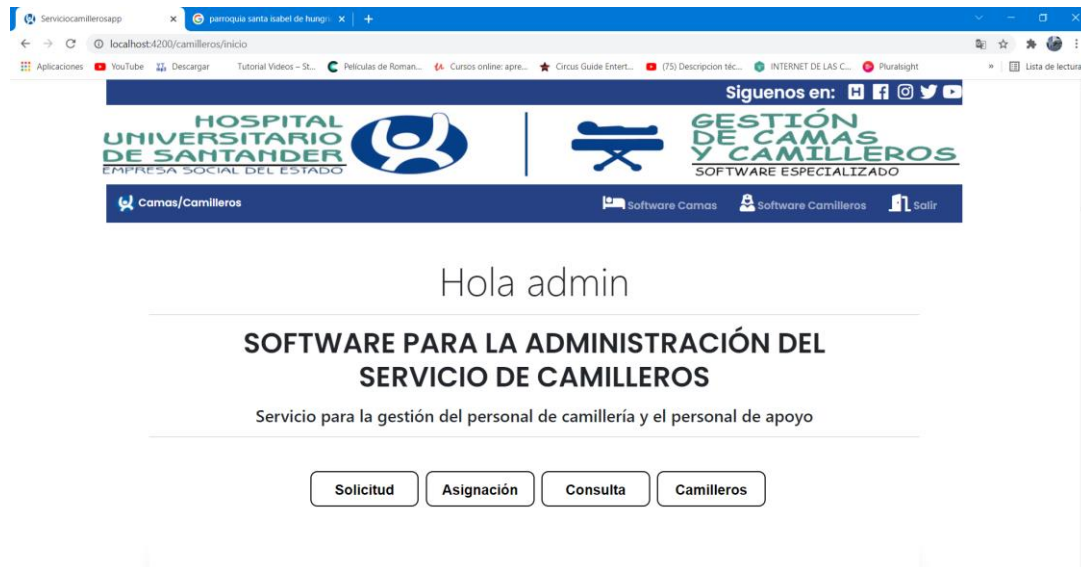 Serviciocamillerosapp
parroquia santa isabel de hungri
localhost:4200/camilleros/inicio
Aplicaciones YouTube Descargar Tutorial Videos – St... Peliculas de Roman... Cursos online: apre... Circus Guide Entert... (75) Descripcion téc... INTERNET DE LAS C... Pluralsight » Lista de lectura
Siguenos en:
HOSPITAL
UNIVERSITARIO
DE SANTANDER
EMPRESA SOCIAL DEL ESTADO
GESTIÓN
DE CAMAS
Y CAMILLEROS
SOFTWARE ESPECIALIZADO
Camas/Camilleros Software Camas Software Camilleros Salir
Hola admin
SOFTWARE PARA LA ADMINISTRACIÓN DEL
SERVICIO DE CAMILLEROS
Servicio para la gestión del personal de camillería y el personal de apoyo
Solicitud Asignación Consulta Camilleros